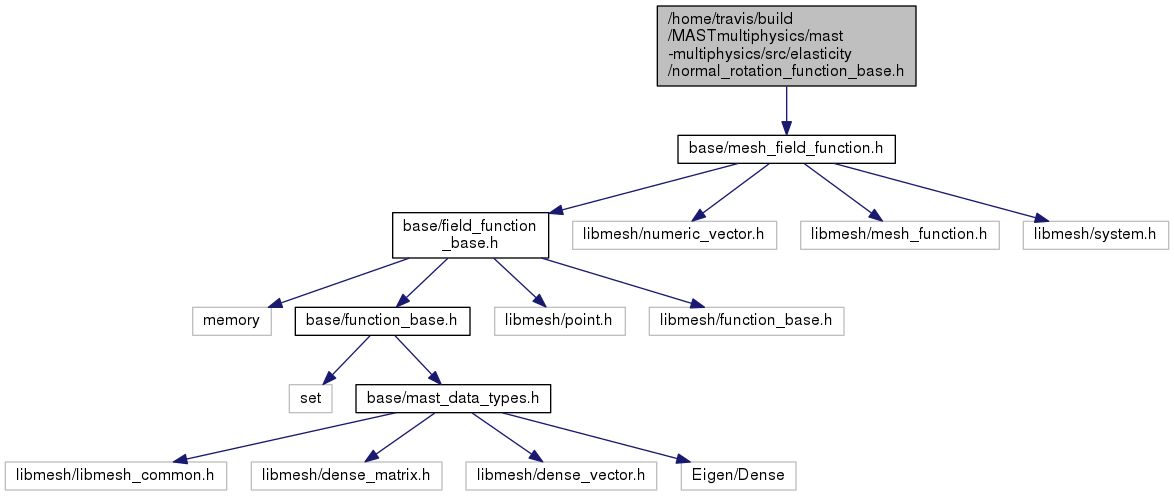 /home/travis/build
/MASTmultiphysics/mast
-multiphysics/src/elasticity
/normal_rotation_function_base.h
base/mesh_field_function.h
base/field_function
_base.h
libmesh/numeric_vector.h
libmesh/mesh_function.h
libmesh/system.h
memory
base/function_base.h
libmesh/point.h
libmesh/function_base.h
set
base/mast_data_types.h
libmesh/libmesh_common.h
libmesh/dense_matrix.h
libmesh/dense_vector.h
Eigen/Dense